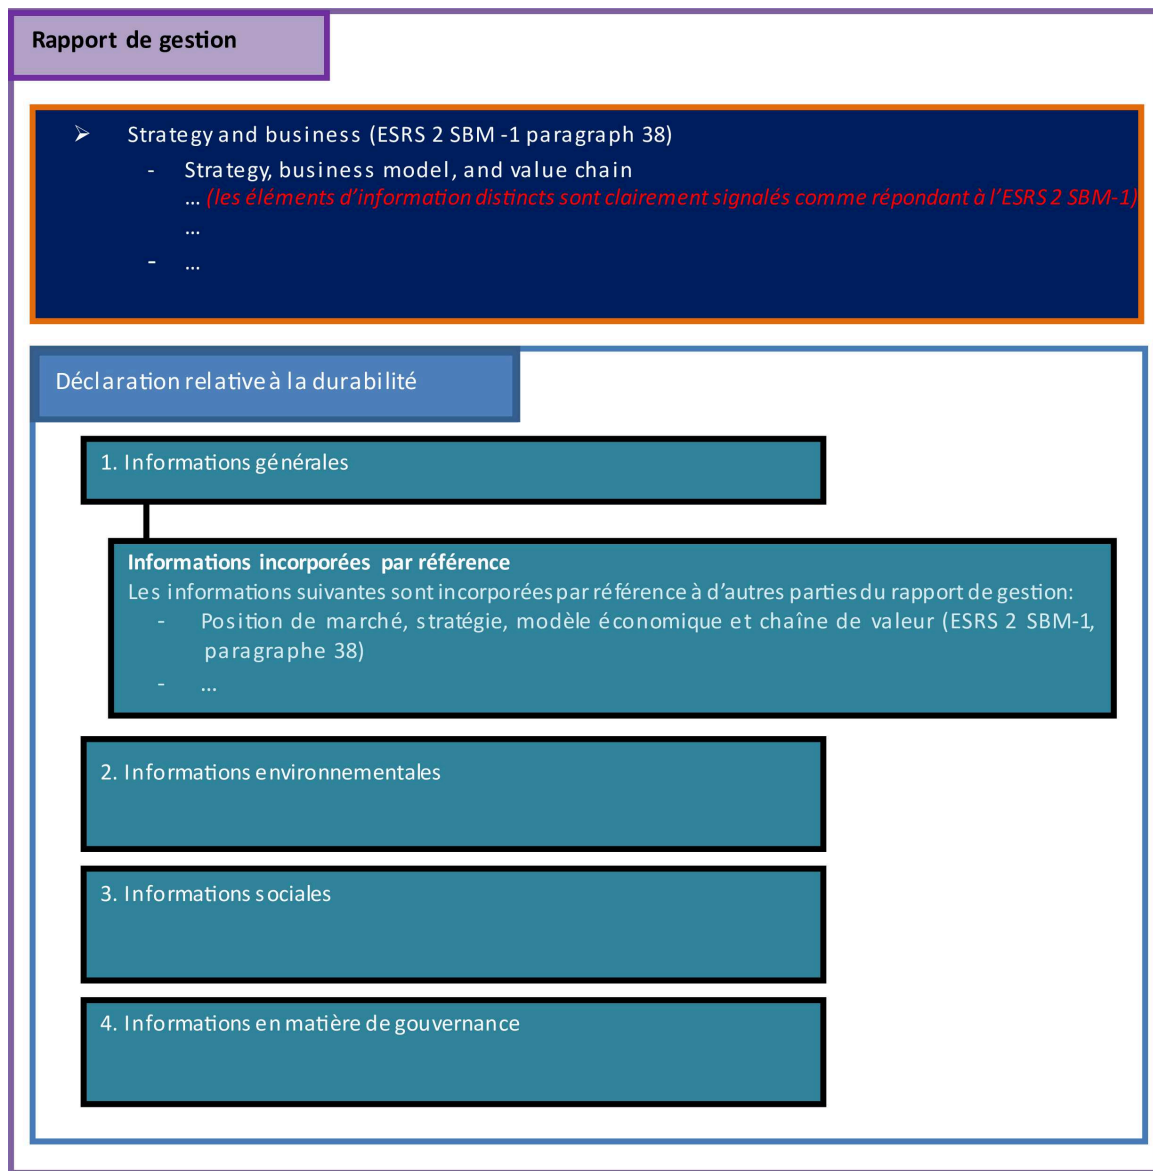 Rapport de gestion
➢ Strategy and business (ESRS 2 SBM -1 paragraph 38)
- Strategy, business model, and value chain
... (les éléments d’information distincts sont clairement signalés comme répondant à l’ESRS 2 SBM-1)
...
- ...
Déclaration relative à la durabilité
1. Informations générales
Informations incorporées par référence
Les informations suivantes sont incorporées par référence à d’autres parties du rapport de gestion:
- Position de marché, stratégie, modèle économique et chaîne de valeur (ESRS 2 SBM-1,
paragraphe 38)
- ...
2. Informations environnementales
3. Informations sociales
4. Informations en matière de gouvernance